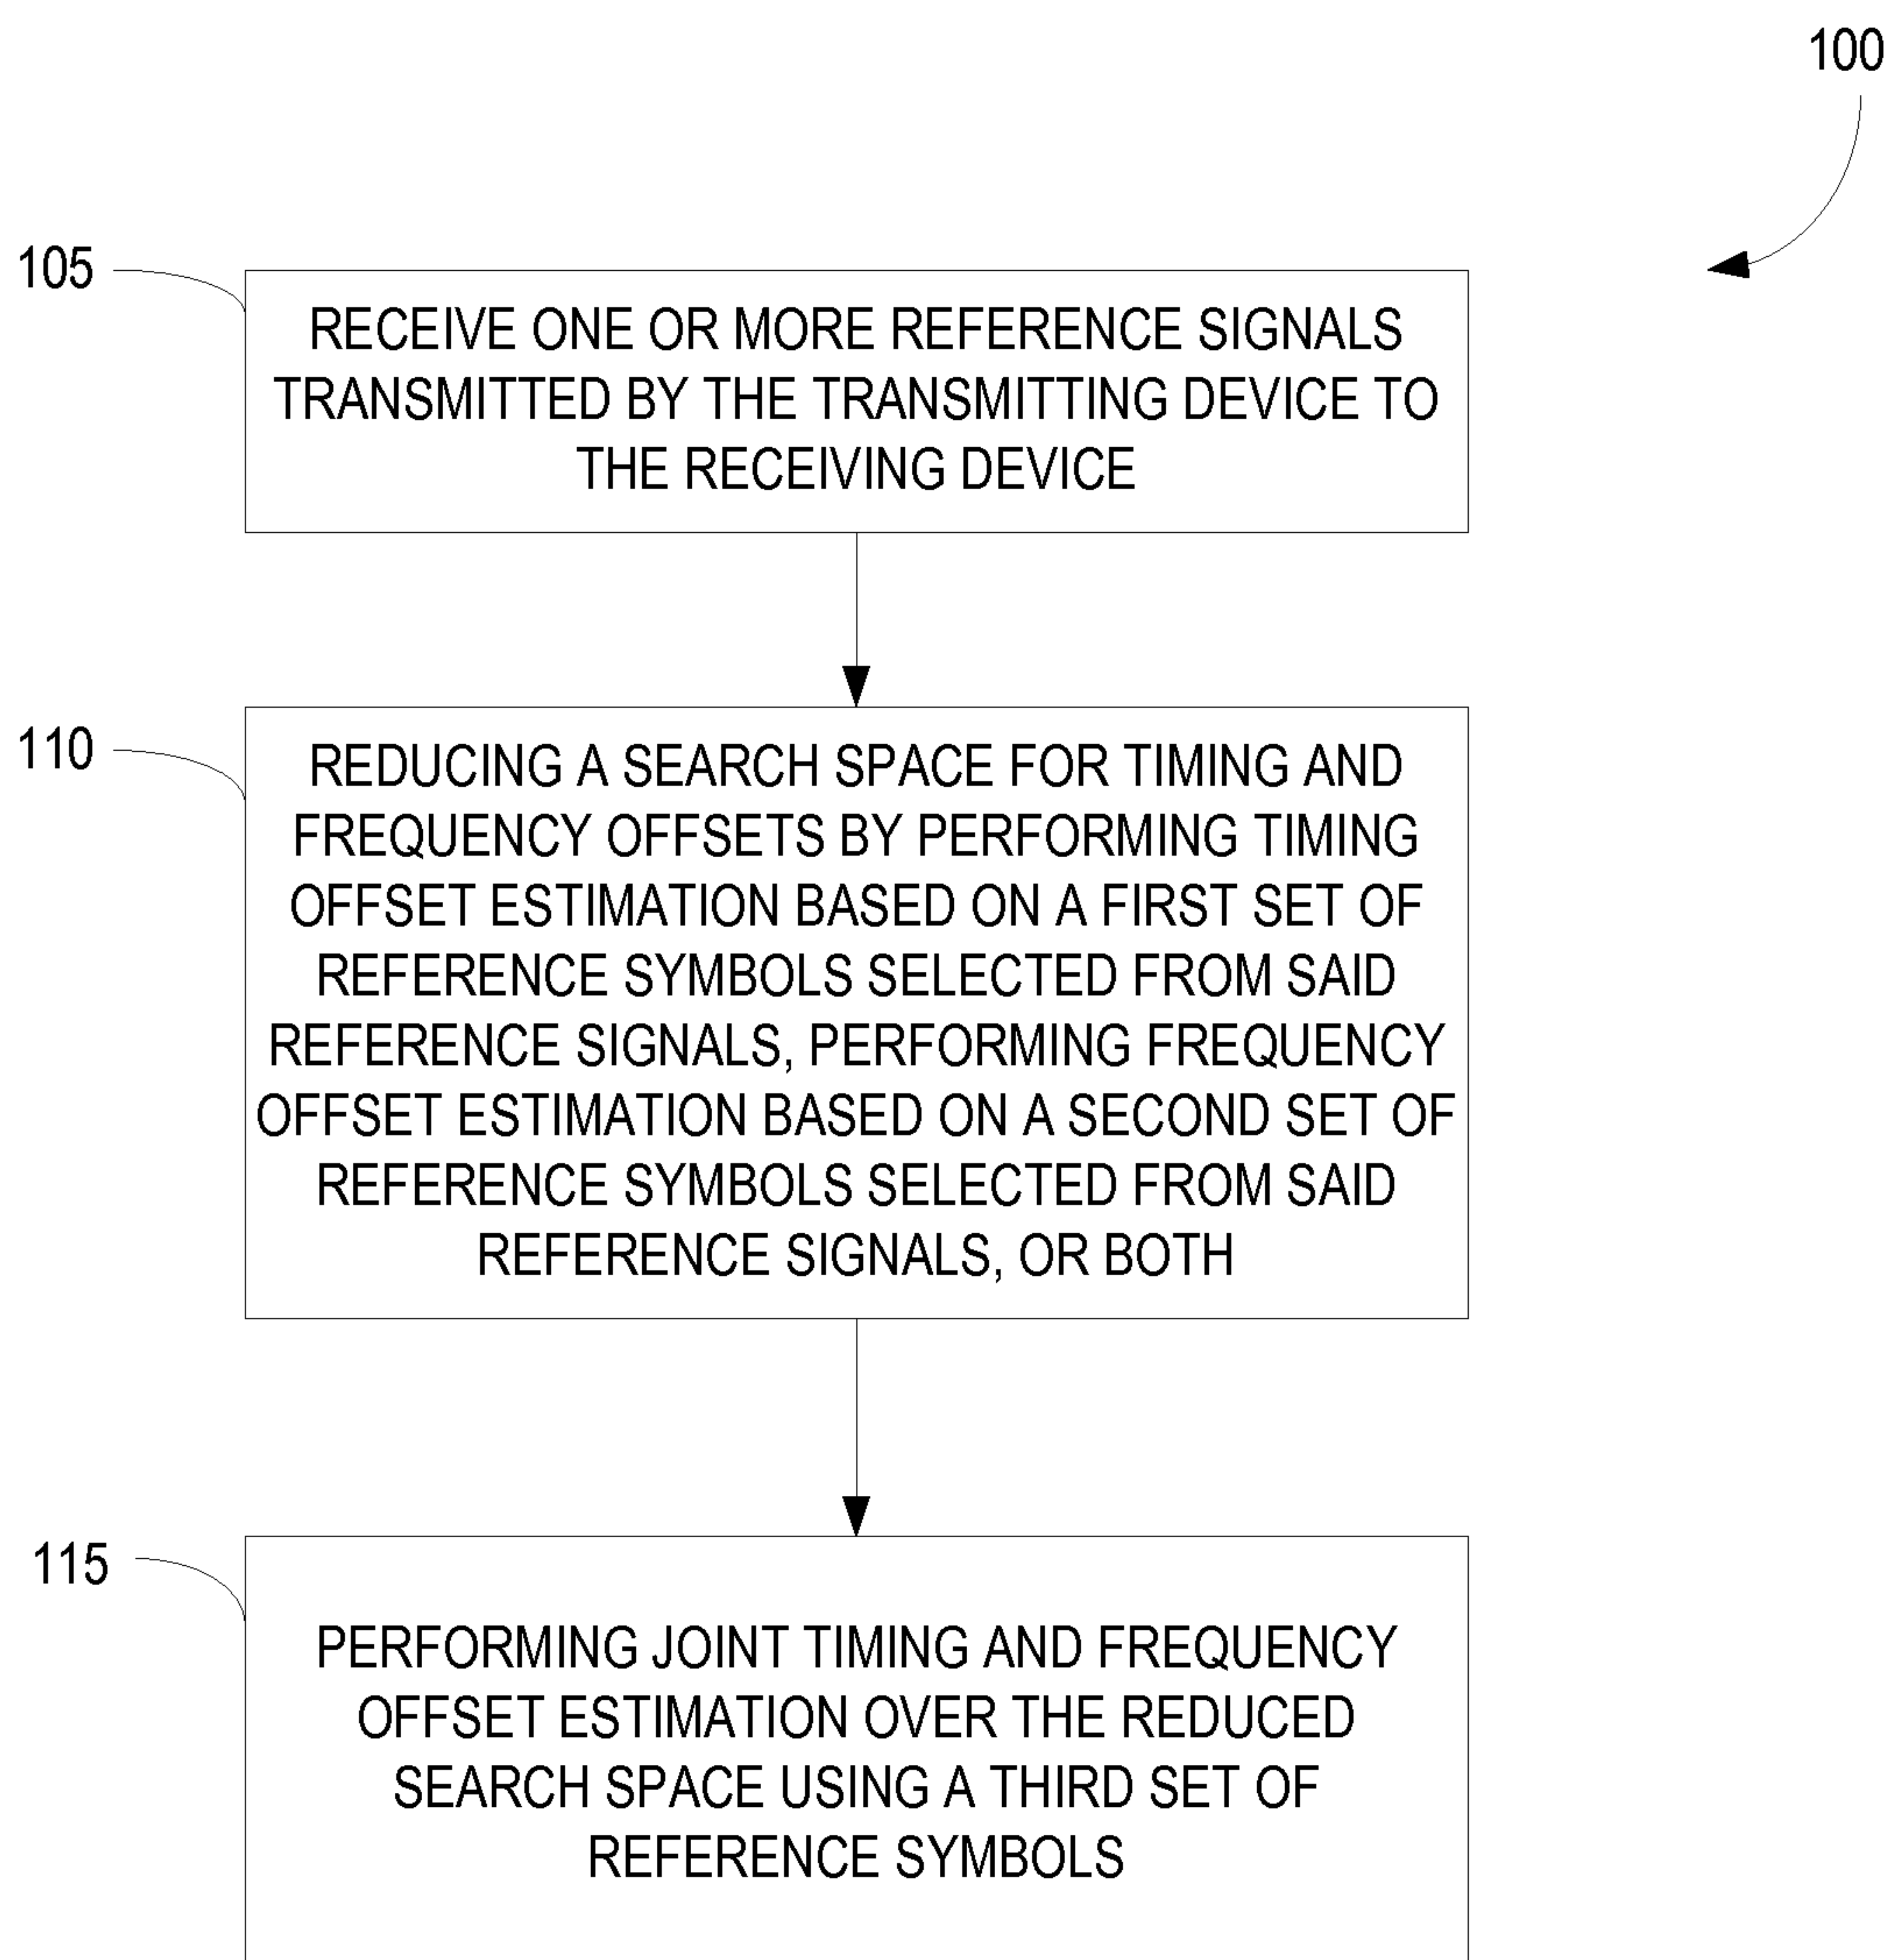 100
105
RECEIVE ONE OR MORE REFERENCE SIGNALS
TRANSMITTED BY THE TRANSMITTING DEVICE TO
THE RECEIVING DEVICE
110
REDUCING A SEARCH SPACE FOR TIMING AND
FREQUENCY OFFSETS BY PERFORMING TIMING
OFFSET ESTIMATION BASED ON A FIRST SET OF
REFERENCE SYMBOLS SELECTED FROM SAID
REFERENCE SIGNALS, PERFORMING FREQUENCY
OFFSET ESTIMATION BASED ON A SECOND SET OF
REFERENCE SYMBOLS SELECTED FROM SAID
REFERENCE SIGNALS, OR BOTH
115
PERFORMING JOINT TIMING AND FREQUENCY
OFFSET ESTIMATION OVER THE REDUCED
SEARCH SPACE USING A THIRD SET OF
REFERENCE SYMBOLS